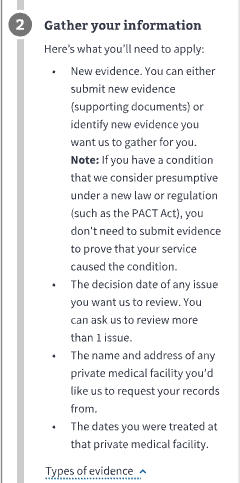 2 Gather your information
Here's what you'll need to apply:
• New evidence. You can either
submit new evidence
(supporting documents) or
identify new evidence you
want us to gather for you.
Note: If you have a condition
that we consider presumptive
under a new law or regulation
(such as the PACT Act), you
don't need to submit evidence
to prove that your service
caused the condition.
• The decision date of any issue
you want us to review. You
can ask us to review more
than 1 issue.
• The name and address of any
private medical facility you'd
like us to request your records
from.
• The dates you were treated at
that private medical facility.
Types of evidence